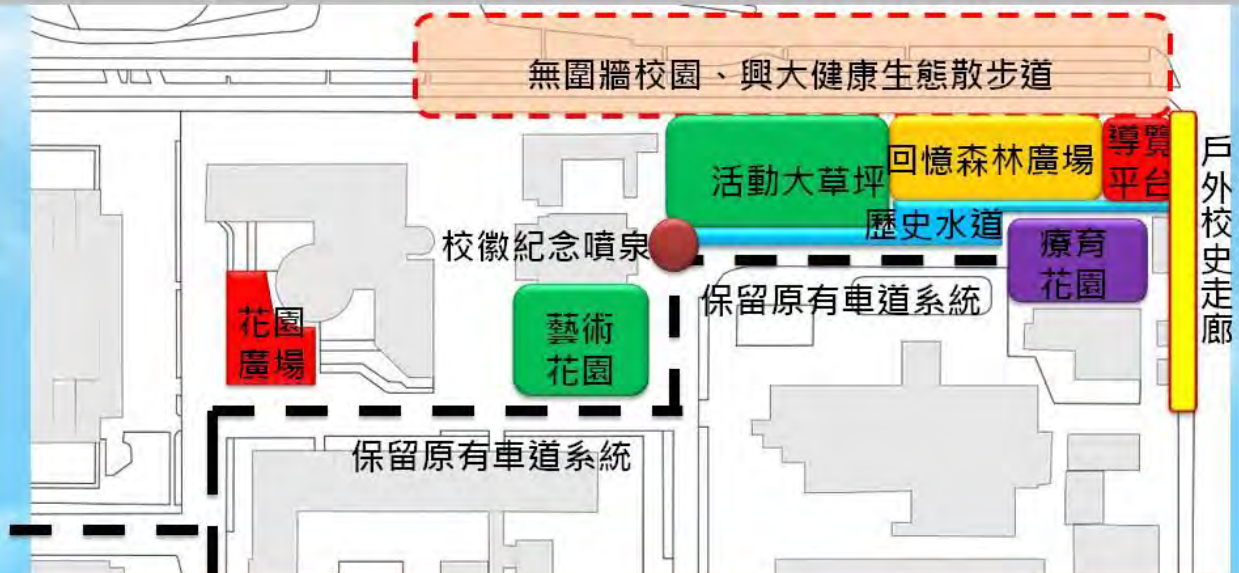 無圍牆校園、興大健康生態散步道
導覽
平台
回憶森林廣場
活動大草坪
戶外校史走廊
歷史水道
校徽紀念噴泉
療育
花園
保留原有車道系統
花園
廣場
藝術
花園
保留原有車道系統